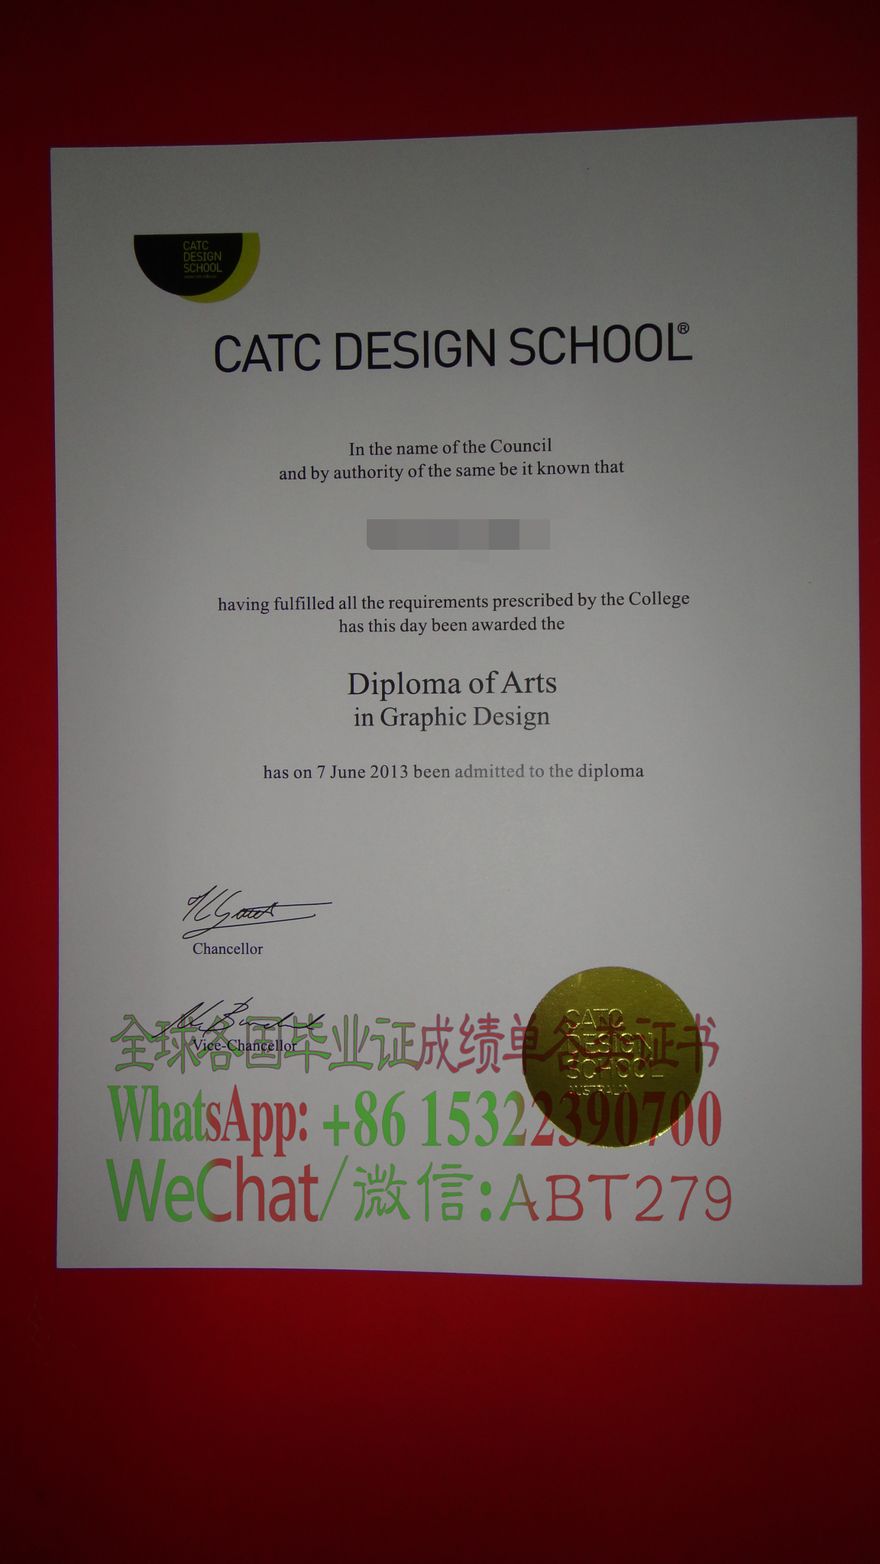 CATC
DESIGN
SCHOOL
CATC DESIGN SCHOOL®
In the name of the Council
and by authority of the same be it known that
having fulfilled all the requirements prescribed by the College
has this day been awarded the
Diploma of Arts
in Graphic Design
has on 7 June 2013 been admitted to the diploma
Chancellor
Vice-Chancellor
CATC
DESIGN
SCHOOL
AUSTRALIA
全球各国毕业证成绩单各类证书
WhatsApp: +86 15322390700
WeChat/微信:ABT279